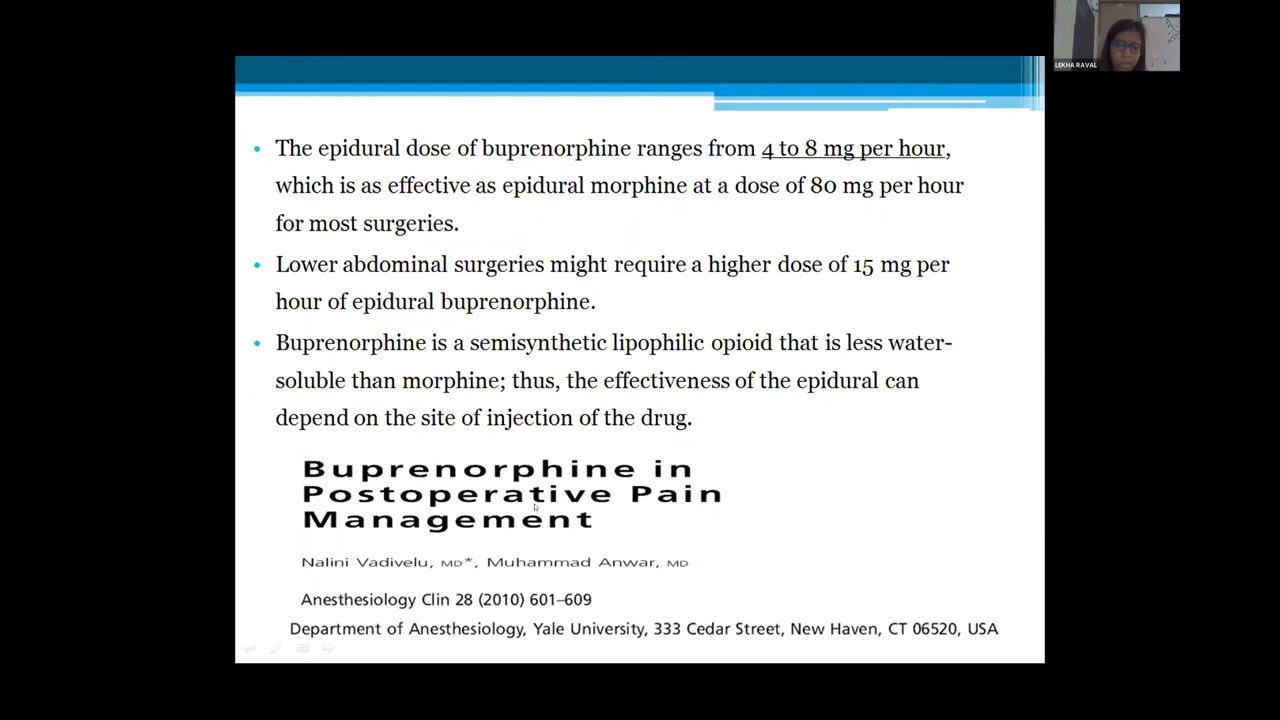 LEKHA RAVAL
• The epidural dose of buprenorphine ranges from 4 to 8 mg per hour,
which is as effective as epidural morphine at a dose of 80 mg per hour
for most surgeries.
• Lower abdominal surgeries might require a higher dose of 15 mg per
hour of epidural buprenorphine.
• Buprenorphine is a semisynthetic lipophilic opioid that is less water-
soluble than morphine; thus, the effectiveness of the epidural can
depend on the site of injection of the drug.
Buprenorphine in
Postoperative Pain
Management
Nalini Vadivelu, MD*, Muhammad Anwar, MD
Anesthesiology Clin 28 (2010) 601–609
Department of Anesthesiology, Yale University, 333 Cedar Street, New Haven, CT 06520, USA